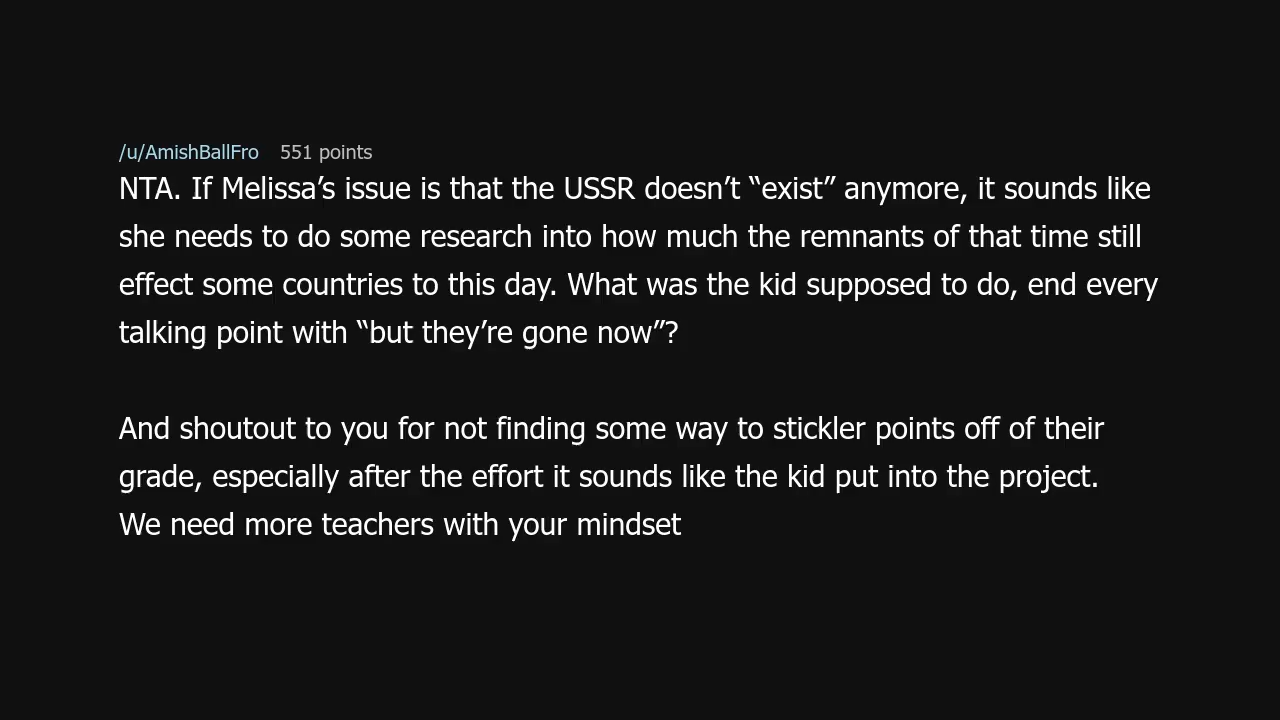 /u/AmishBallFro 551 points
NTA. If Melissa’s issue is that the USSR doesn’t “exist” anymore, it sounds like
she needs to do some research into how much the remnants of that time still
effect some countries to this day. What was the kid supposed to do, end every
talking point with “but they’re gone now”?
And shoutout to you for not finding some way to stickler points off of their
grade, especially after the effort it sounds like the kid put into the project.
We need more teachers with your mindset